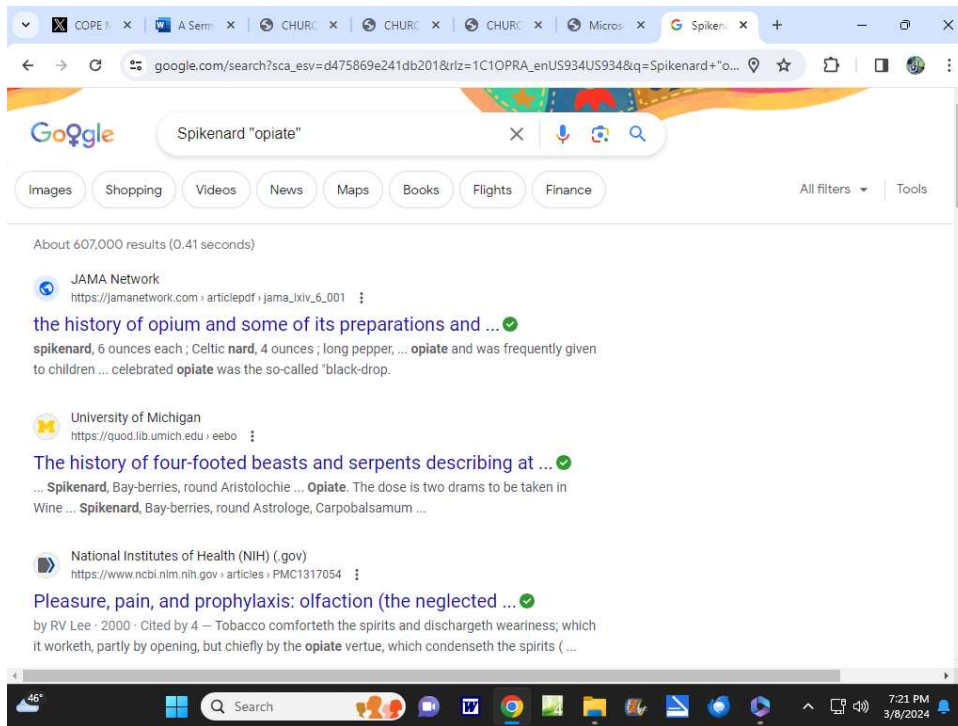 COPE N
A Serm
CHURC
CHURC
CHURC
Micros
Spiken
google.com/search?sca_esv=d475869e241db201&rlz=1C1OPRA_enUS934US934&q=Spikenard+"o...
Google
Spikenard "opiate"
Images
Shopping
Videos
News
Maps
Books
Flights
Finance
All filters
Tools
About 607,000 results (0.41 seconds)
JAMA Network
https://jamanetwork.com › articlepdf › jama_lxiv_6_001
the history of opium and some of its preparations and ...
spikenard, 6 ounces each ; Celtic nard, 4 ounces ; long pepper, ... opiate and was frequently given
to children ... celebrated opiate was the so-called "black-drop.
University of Michigan
https://quod.lib.umich.edu › eebo
The history of four-footed beasts and serpents describing at ...
... Spikenard, Bay-berries, round Aristolochie ... Opiate. The dose is two drams to be taken in
Wine ... Spikenard, Bay-berries, round Astrologe, Carpobalsamum ...
National Institutes of Health (NIH) (.gov)
https://www.ncbi.nlm.nih.gov › articles › PMC1317054
Pleasure, pain, and prophylaxis: olfaction (the neglected ...
by RV Lee · 2000 · Cited by 4 — Tobacco comforteth the spirits and dischargeth weariness; which
it worketh, partly by opening, but chiefly by the opiate vertue, which condenseth the spirits ( ...
46°
Search
7:21 PM
3/8/2024